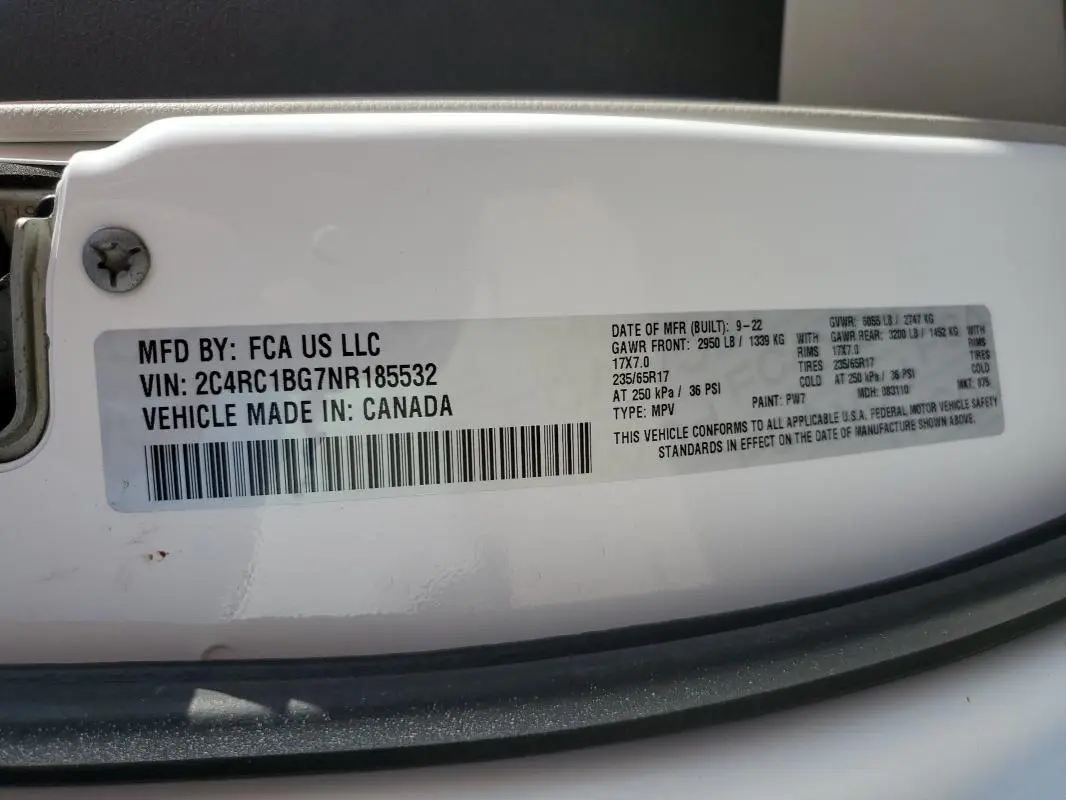 MFD BY: FCA US LLC
VIN: 2C4RC1BG7NR185532
VEHICLE MADE IN: CANADA
DATE OF MFR (BUILT): 9-22 GVWR: 6055 LB / 2747 KG
GAWR FRONT: 2950 LB / 1339 KG WITH GAWR REAR: 3200 LB / 1452 KG WITH
17X7.0 RIMS 17X7.0 RIMS
235/65R17 TIRES 235/65R17 TIRES
AT 250 kPa / 36 PSI COLD AT 250 kPa / 36 PSI COLD
TYPE: MPV PAINT: PW7 MDH: 083110 MKT:
THIS VEHICLE CONFORMS TO ALL APPLICABLE U.S.A. FEDERAL MOTOR VEHICLE SAFETY
STANDARDS IN EFFECT ON THE DATE OF MANUFACTURE SHOWN ABOVE.